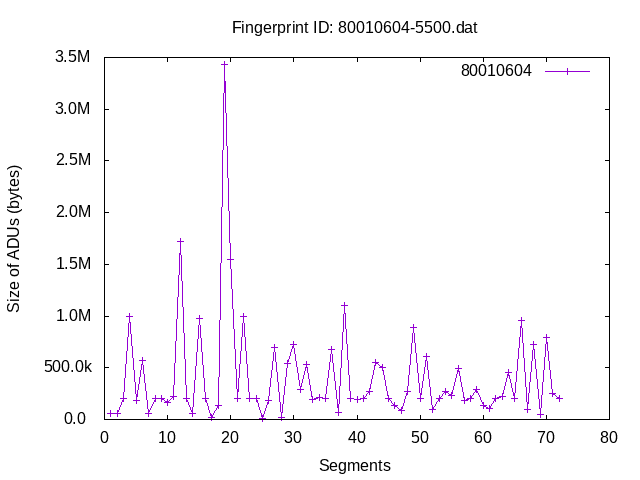 Fingerprint ID: 80010604-5500.dat
80010604
3.5M
3.0M
2.5M
2.0M
1.5M
1.0M
500.0k
0.0
Size of ADUs (bytes)
0 10 20 30 40 50 60 70 80
Segments